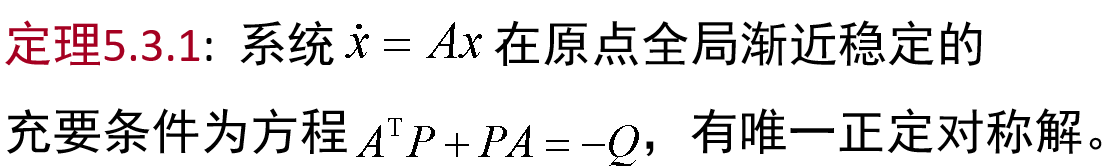 定理5.3.1: 系统 ẋ = Ax 在原点全局渐近稳定的
充要条件为方程 AᵀP + PA = −Q，有唯一正定对称解。